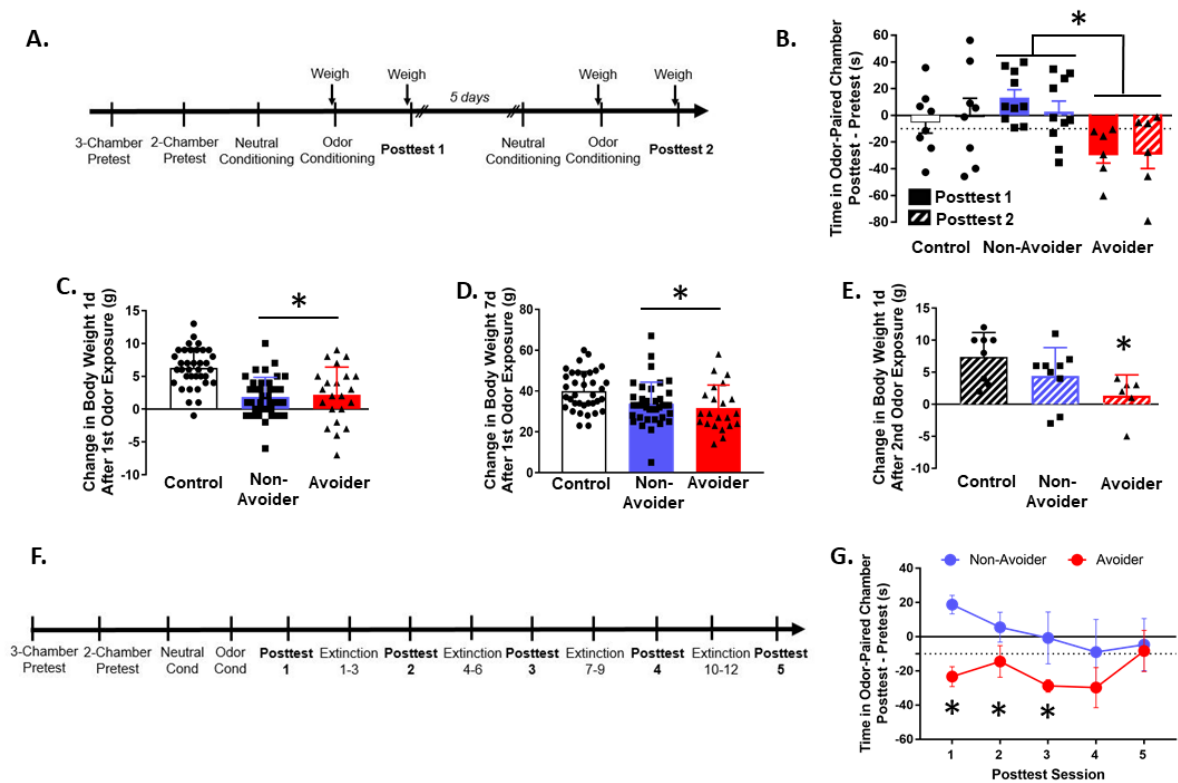 A.
Weigh Weigh Weigh Weigh
5 days
3-Chamber Pretest
2-Chamber Pretest
Neutral Conditioning
Odor Conditioning
Posttest 1
Neutral Conditioning
Odor Conditioning
Posttest 2
B.
Time in Odor-Paired Chamber
Posttest - Pretest (s)
60
40
20
0
-20
-40
-60
-80
*
Posttest 1
Posttest 2
Control Non-Avoider Avoider
C.
Change in Body Weight 1d
After 1st Odor Exposure (g)
15
10
5
0
-5
-10
*
Control Non-Avoider Avoider
D.
Change in Body Weight 7d
After 1st Odor Exposure (g)
80
60
40
20
0
*
Control Non-Avoider Avoider
E.
Change in Body Weight 1d
After 2nd Odor Exposure (g)
15
10
5
0
-5
-10
*
Control Non-Avoider Avoider
F.
3-Chamber Pretest
2-Chamber Pretest
Neutral Cond
Odor Cond
Posttest 1
Extinction 1-3
Posttest 2
Extinction 4-6
Posttest 3
Extinction 7-9
Posttest 4
Extinction 10-12
Posttest 5
G.
Non-Avoider Avoider
Time in Odor-Paired Chamber
Posttest - Pretest (s)
40
20
0
-20
-40
-60
* * *
1 2 3 4 5
Posttest Session